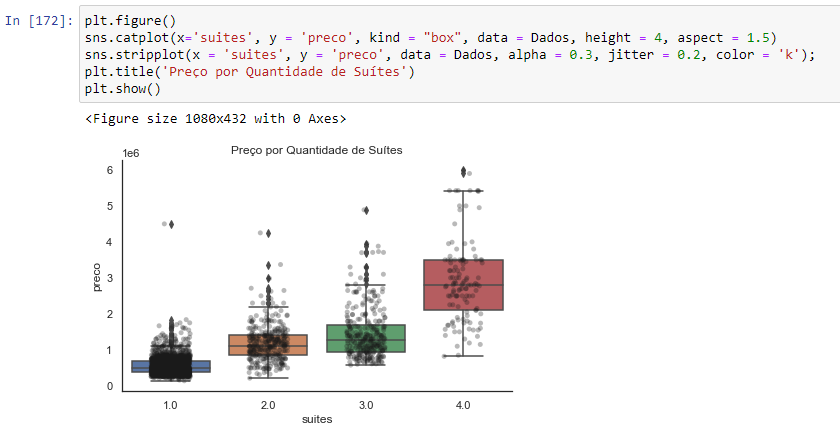 In [172]: plt.figure()
sns.catplot(x='suites', y = 'preco', kind = "box", data = Dados, height = 4, aspect = 1.5)
sns.stripplot(x = 'suites', y = 'preco', data = Dados, alpha = 0.3, jitter = 0.2, color = 'k');
plt.title('Preço por Quantidade de Suítes')
plt.show()
<Figure size 1080x432 with 0 Axes>
1e6
Preço por Quantidade de Suítes
6
5
4
3
2
1
0
preco
1.0 2.0 3.0 4.0
suites